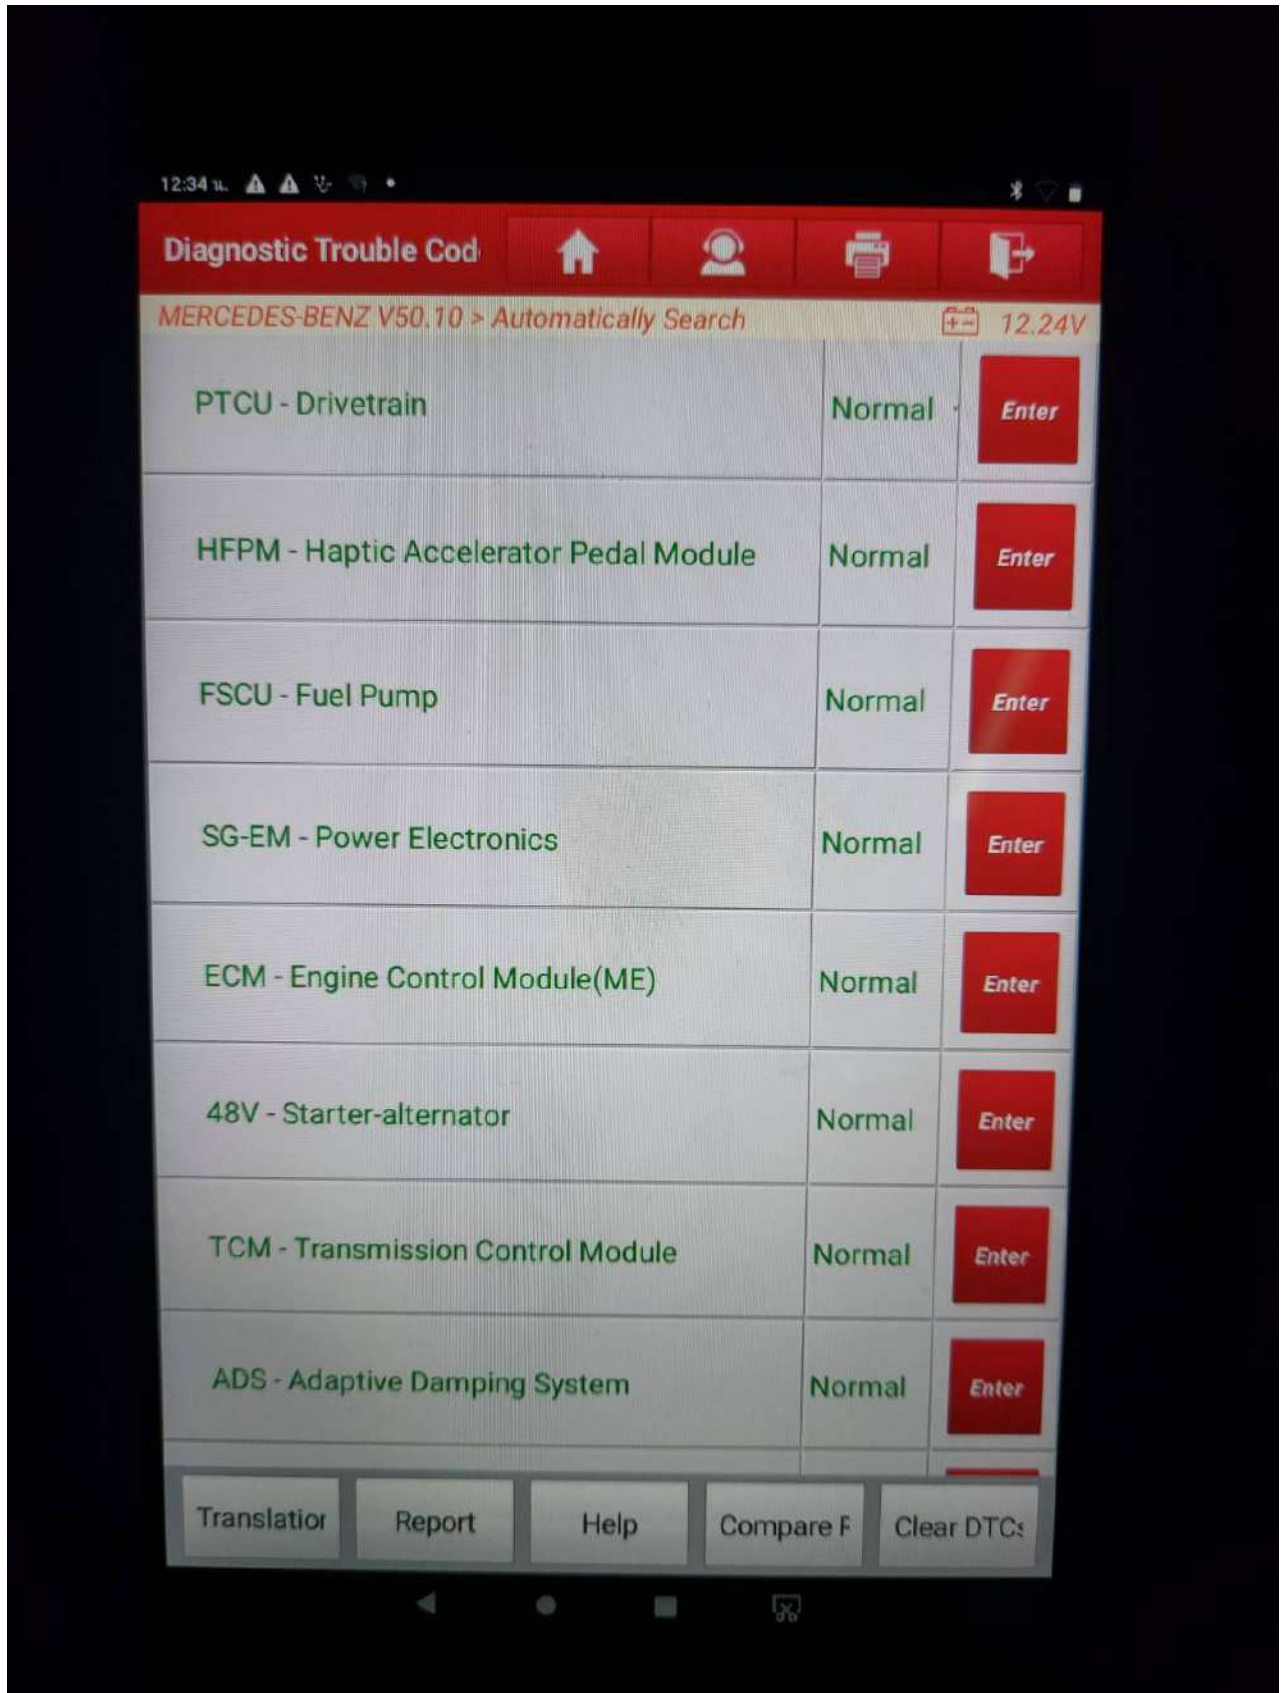 12:34 น.
Diagnostic Trouble Cod
MERCEDES-BENZ V50.10 > Automatically Search 12.24V
PTCU - Drivetrain Normal Enter
HFPM - Haptic Accelerator Pedal Module Normal Enter
FSCU - Fuel Pump Normal Enter
SG-EM - Power Electronics Normal Enter
ECM - Engine Control Module(ME) Normal Enter
48V - Starter-alternator Normal Enter
TCM - Transmission Control Module Normal Enter
ADS - Adaptive Damping System Normal Enter
Translation Report Help Compare F Clear DTCs